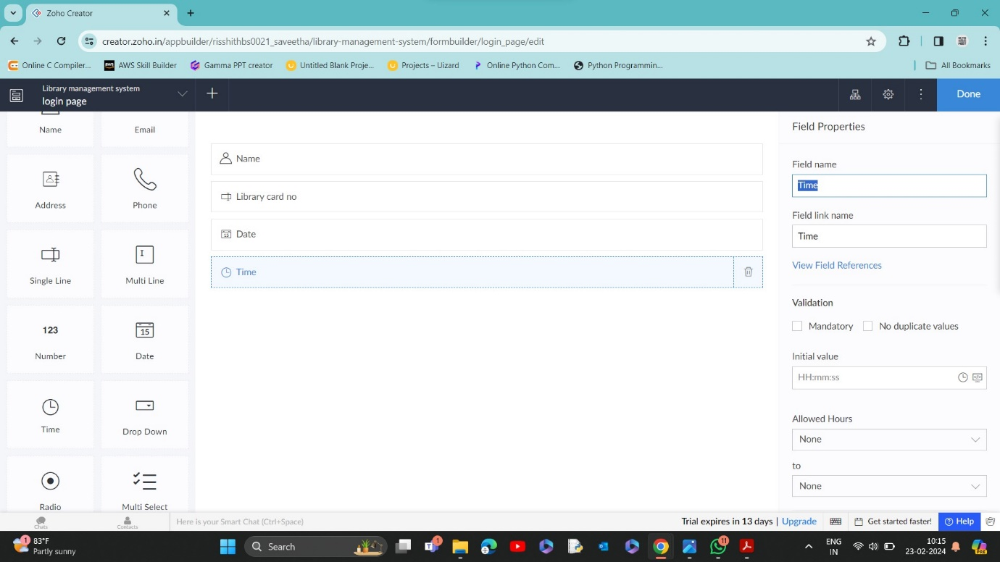 Zoho Creator
creator.zoho.in/appbuilder/risshithbs0021_saveetha/library-management-system/formbuilder/login_page/edit
Online C Compiler...
AWS Skill Builder
Gamma PPT creator
Untitled Blank Proje...
Projects – Uizard
Online Python Com...
Python Programmin...
All Bookmarks
Library management system
login page
Done
Name
Email
Address
Phone
Single Line
Multi Line
123
Number
15
Date
Time
Drop Down
Radio
Multi Select
Name
Library card no
15 Date
Time
Field Properties
Field name
Time
Field link name
Time
View Field References
Validation
Mandatory
No duplicate values
Initial value
HH:mm:ss
Allowed Hours
None
to
None
Chats
Contacts
Here is your Smart Chat (Ctrl+Space)
Trial expires in 13 days | Upgrade
Get started faster!
Help
1
83°F
Partly sunny
Search
1
11
ENG
IN
10:15
23-02-2024
PRE